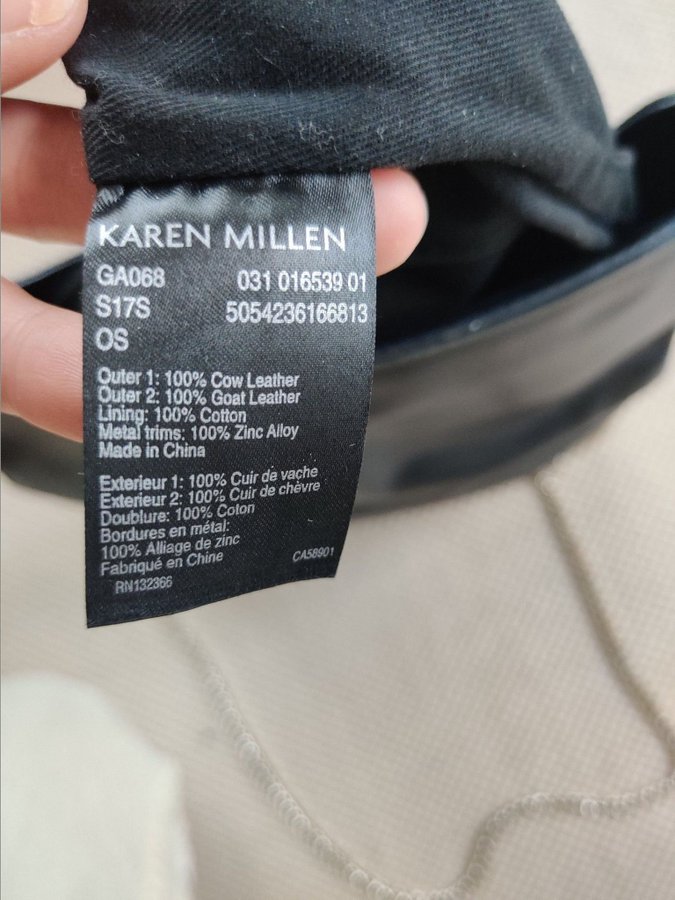 KAREN MILLEN
GA068 031 016539 01
S17S 5054236166813
OS
Outer 1: 100% Cow Leather
Outer 2: 100% Goat Leather
Lining: 100% Cotton
Metal trims: 100% Zinc Alloy
Made in China
Exterieur 1: 100% Cuir de vache
Exterieur 2: 100% Cuir de chèvre
Doublure: 100% Coton
Bordures en métal:
100% Alliage de zinc
Fabriqué en Chine CA58901
RN132366